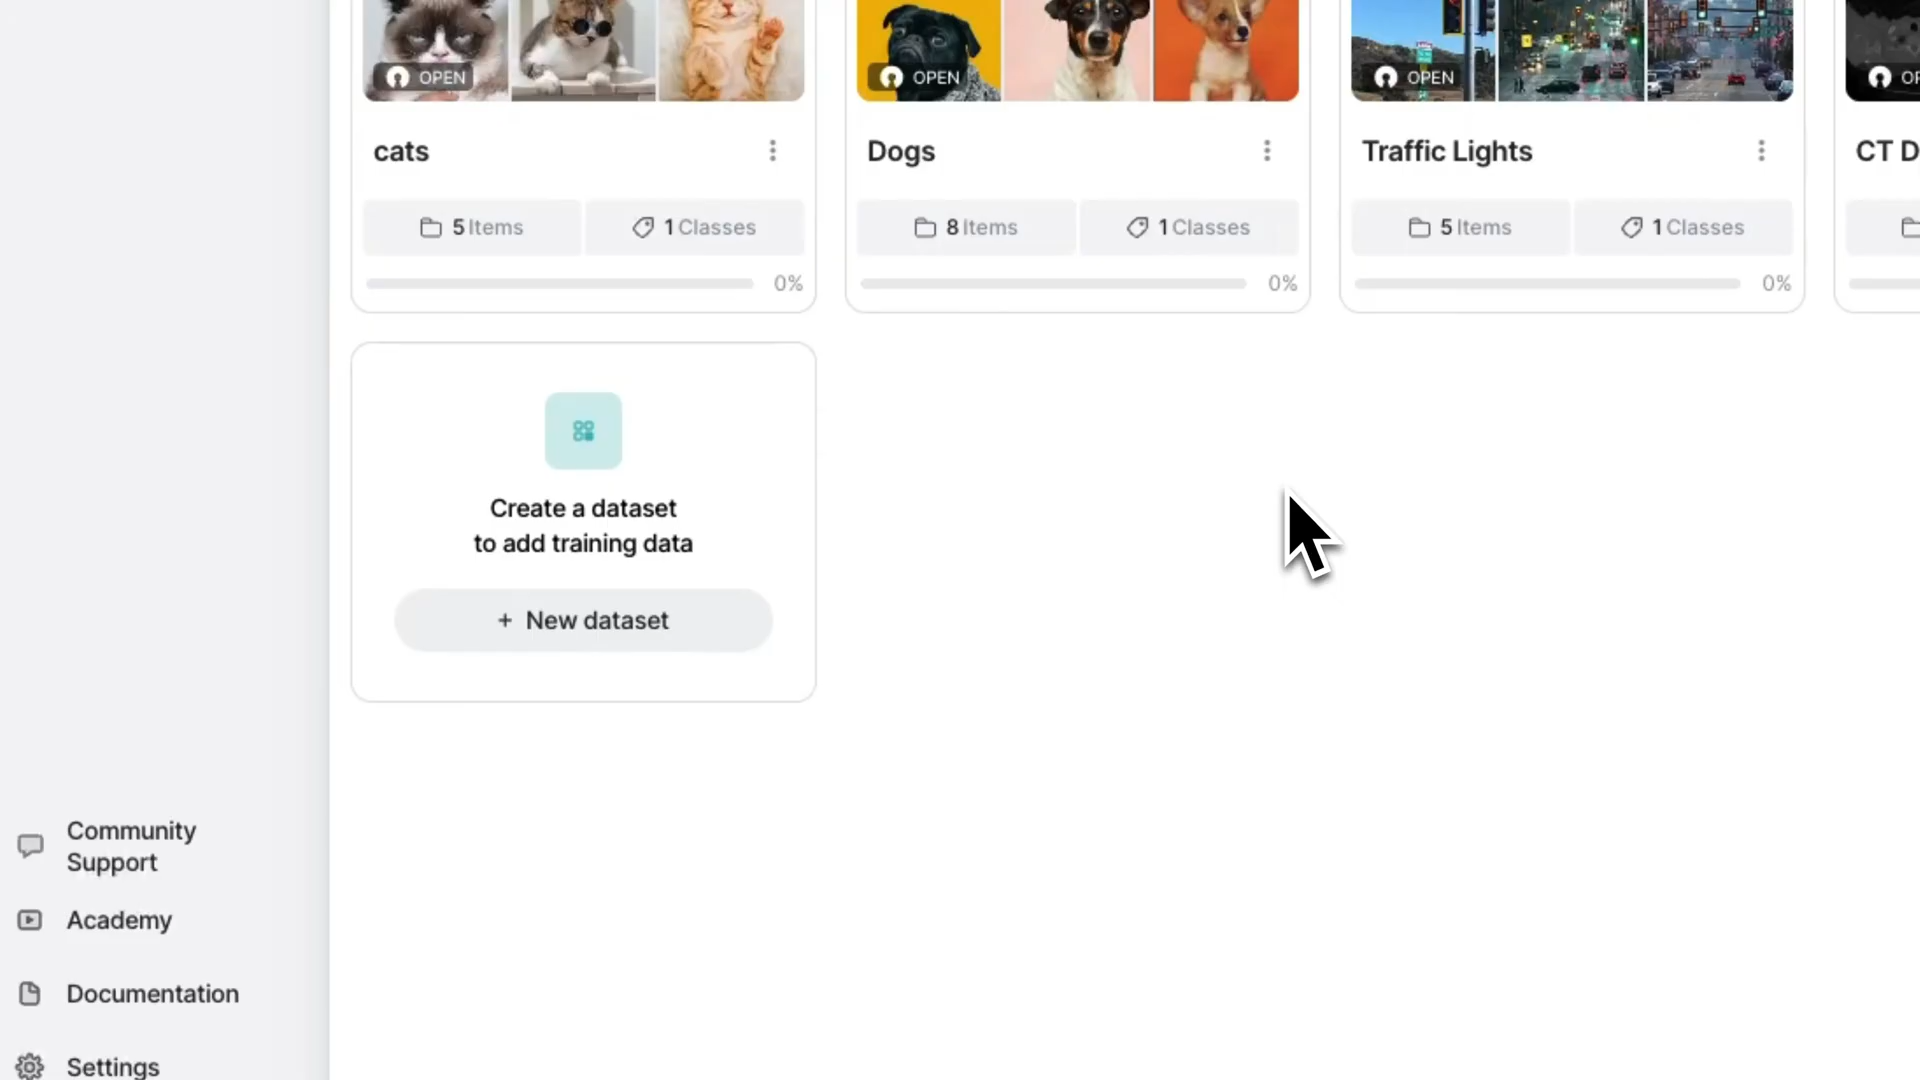 OPEN
OPEN
OPEN
cats
Dogs
Traffic Lights
CT D
5 Items
1 Classes
8 Items
1 Classes
5 Items
1 Classes
0%
0%
0%
Create a dataset
to add training data
+ New dataset
Community
Support
Academy
Documentation
Settings